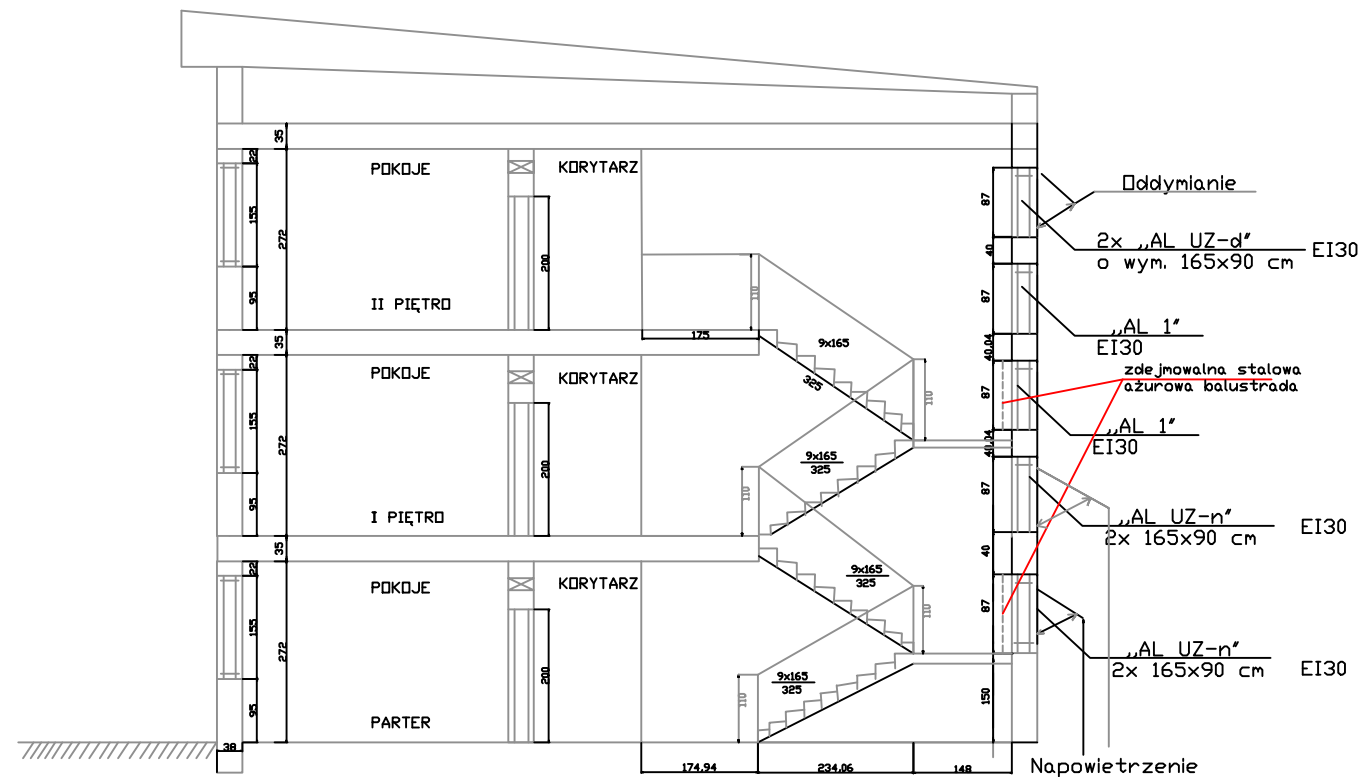 35
22
POKOJE
KORYTARZ
155
272
95
200
II PIĘTRO
110
175
9x165
325
110
87
Oddymianie
2x „AL UZ-d"
EI30
o wym. 165x90 cm
40
87
„AL 1"
EI30
40,04
zdejmowalna stalowa
ażurowa balustrada
87
„AL 1"
EI30
40,04
35
22
POKOJE
KORYTARZ
155
272
95
200
I PIĘTRO
9x165
325
110
87
„AL UZ-n"
EI30
2x 165x90 cm
40
35
22
POKOJE
KORYTARZ
155
272
95
200
PARTER
9x165
325
110
87
„AL UZ-n"
EI30
2x 165x90 cm
9x165
325
110
150
38
174,94
234,06
148
Napowietrzenie